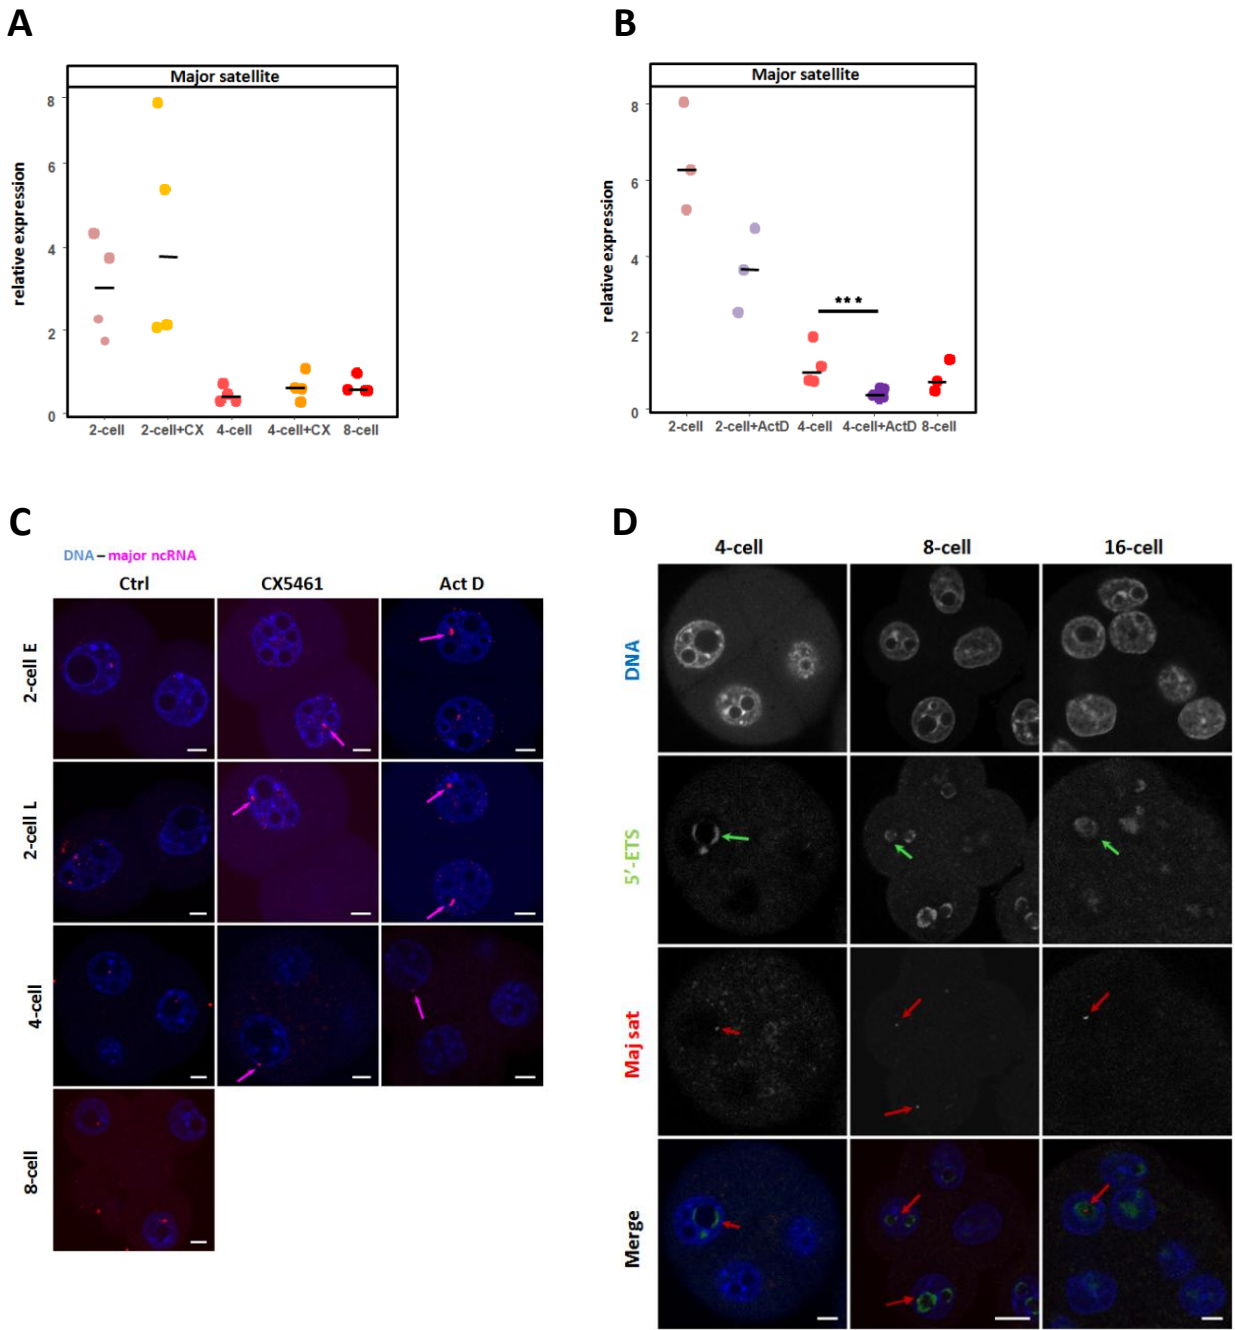 A
B
Major satellite
relative expression
8
6
4
2
0
2-cell 2-cell+CX 4-cell 4-cell+CX 8-cell
Major satellite
relative expression
8
6
4
2
0
***
2-cell 2-cell+ActD 4-cell 4-cell+ActD 8-cell
C
DNA – major ncRNA
Ctrl CX5461 Act D
2-cell E
2-cell L
4-cell
8-cell
D
4-cell 8-cell 16-cell
DNA
5'-ETS
Maj sat
Merge